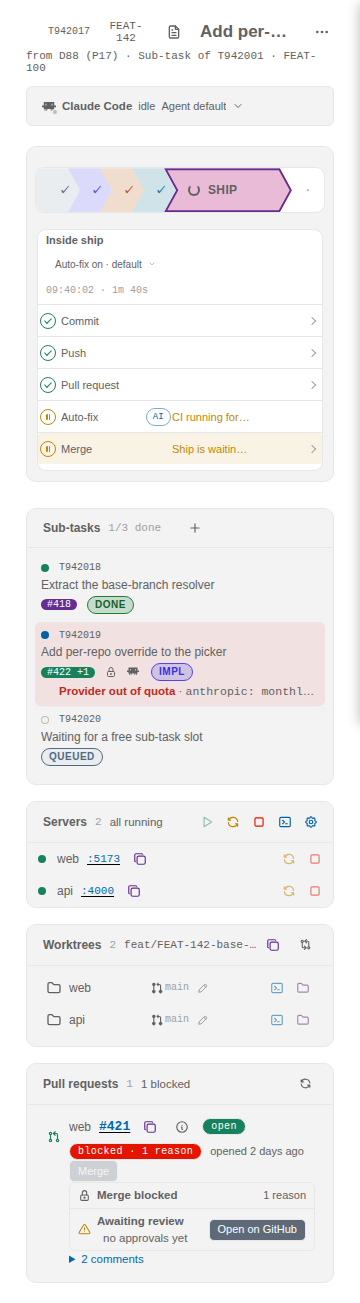 T942017 FEAT-142 Add per-… ···
from D88 (P17) · Sub-task of T942001 · FEAT-
100
Claude Code idle Agent default
✓ ✓ ✓ ✓ SHIP ·
Inside ship
Auto-fix on · default
09:40:02 · 1m 40s
Commit
Push
Pull request
Auto-fix AI CI running for…
Merge Ship is waitin…
Sub-tasks 1/3 done +
T942018
Extract the base-branch resolver
#418 DONE
T942019
Add per-repo override to the picker
#422 +1 IMPL
Provider out of quota · anthropic: monthl…
T942020
Waiting for a free sub-task slot
QUEUED
Servers 2 all running
web :5173
api :4000
Worktrees 2 feat/FEAT-142-base-…
web main
api main
Pull requests 1 1 blocked
web #421 open
blocked · 1 reason opened 2 days ago
Merge
Merge blocked 1 reason
Awaiting review
no approvals yet Open on GitHub
2 comments